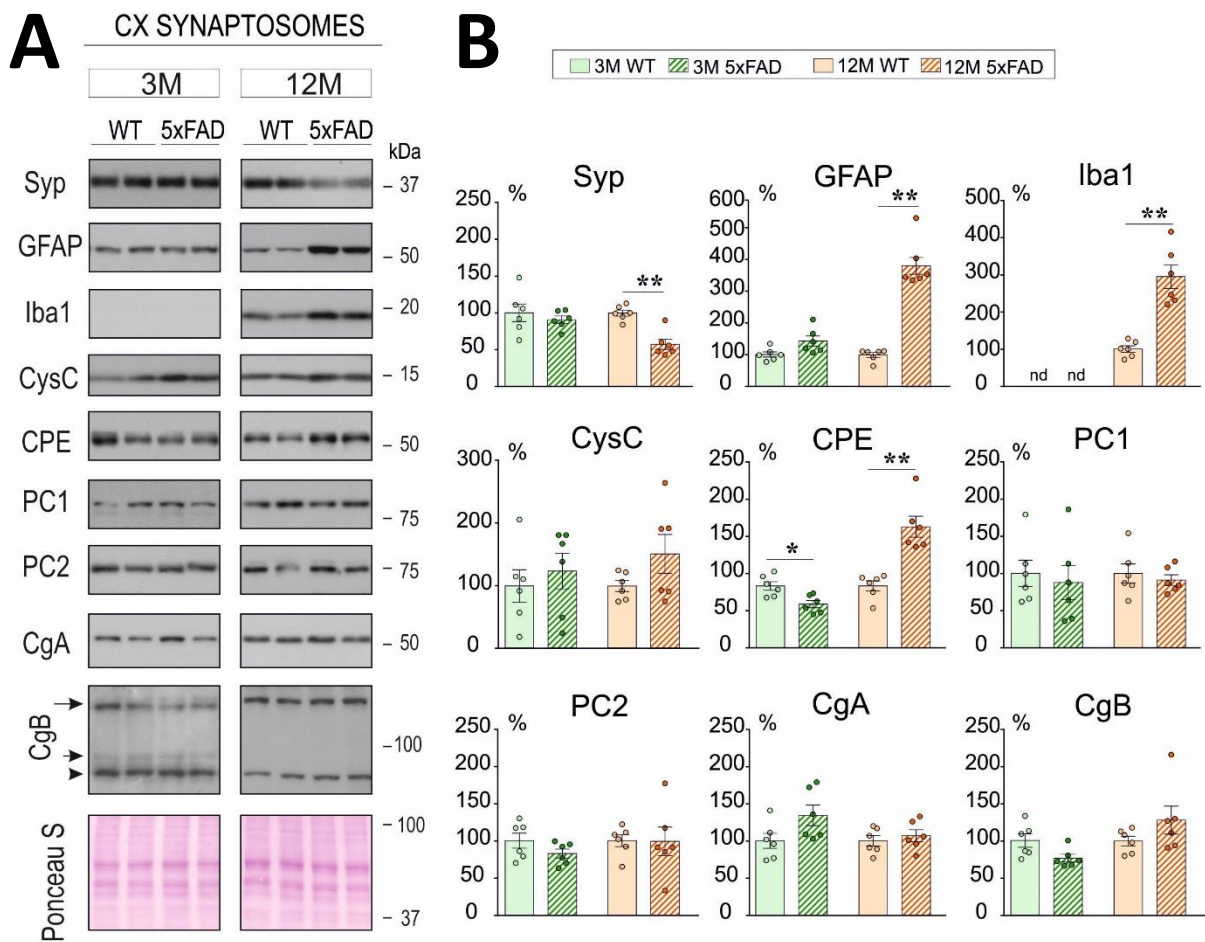 A
CX SYNAPTOSOMES
3M
12M
WT 5xFAD
WT 5xFAD
kDa
Syp
– 37
GFAP
– 50
Iba1
– 20
CysC
– 15
CPE
– 50
PC1
– 75
PC2
– 75
CgA
– 50
CgB
–100
Ponceau S
– 100
– 37
B
3M WT 3M 5xFAD 12M WT 12M 5xFAD
Syp
%
250
200
150
100
50
0
**
GFAP
%
600
500
400
300
200
100
0
**
Iba1
%
500
400
300
200
100
0
nd nd
**
CysC
%
300
200
100
0
CPE
%
250
200
150
100
50
0
*
**
PC1
%
250
200
150
100
50
0
PC2
%
250
200
150
100
50
0
CgA
%
250
200
150
100
50
0
CgB
%
250
200
150
100
50
0